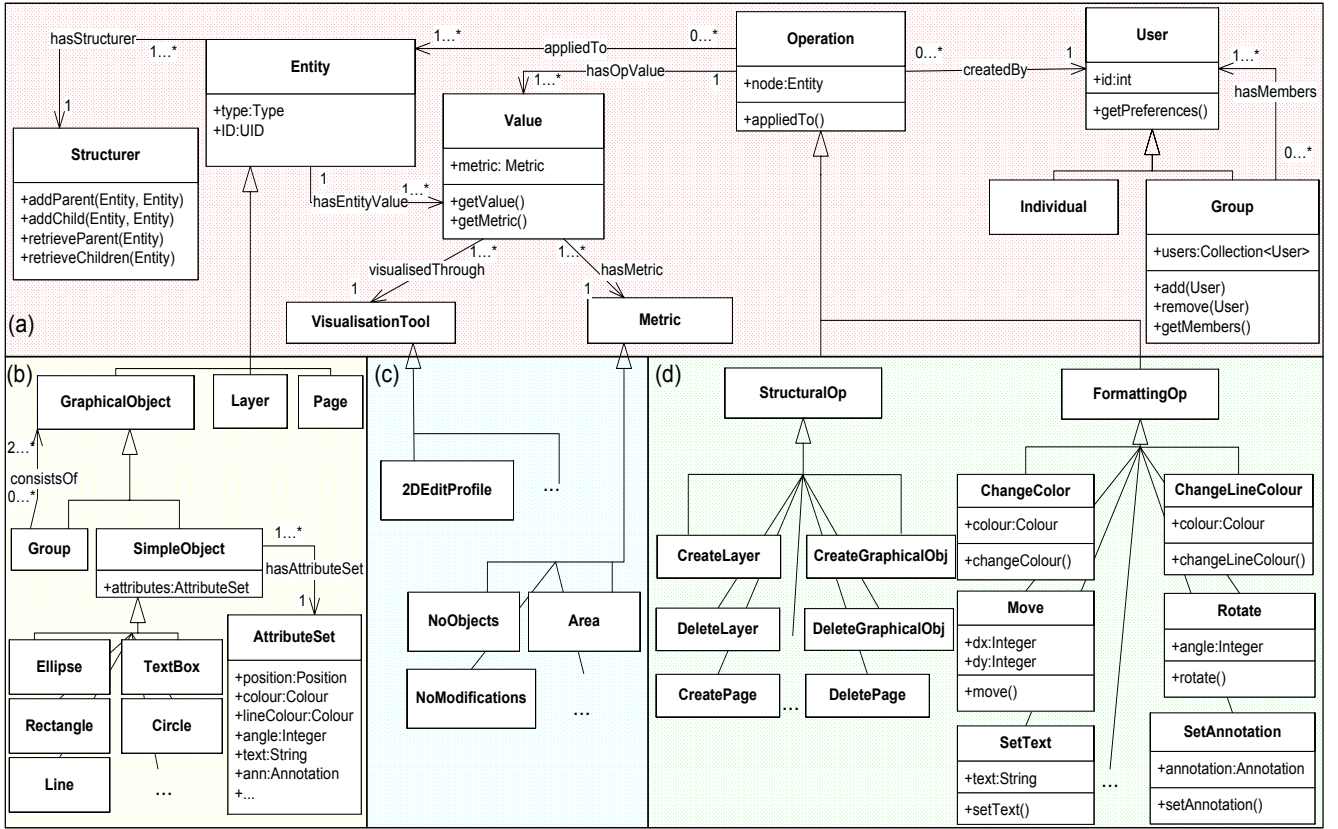 hasStructurer
1...*
1
Structurer
+addParent(Entity, Entity)
+addChild(Entity, Entity)
+retrieveParent(Entity)
+retrieveChildren(Entity)
Entity
+type:Type
+ID:UID
1...*
appliedTo
0...*
1...*
hasOpValue
1
Value
+metric: Metric
+getValue()
+getMetric()
1
hasEntityValue
1...*
1...*
visualisedThrough
1
1...*
hasMetric
1
VisualisationTool
Metric
Operation
+node:Entity
+appliedTo()
0...*
createdBy
1
User
+id:int
+getPreferences()
1...*
hasMembers
0...*
Individual
Group
+users:Collection<User>
+add(User)
+remove(User)
+getMembers()
(a)
(b)
GraphicalObject
Layer
Page
2...*
consistsOf
0...*
Group
SimpleObject
+attributes:AttributeSet
1...*
hasAttributeSet
1
Ellipse
TextBox
Rectangle
Circle
Line
...
AttributeSet
+position:Position
+colour:Colour
+lineColour:Colour
+angle:Integer
+text:String
+ann:Annotation
+...
(c)
2DEditProfile
...
NoObjects
Area
NoModifications
...
(d)
StructuralOp
CreateLayer
CreateGraphicalObj
DeleteLayer
DeleteGraphicalObj
CreatePage
...
DeletePage
FormattingOp
ChangeColor
+colour:Colour
+changeColour()
ChangeLineColour
+colour:Colour
+changeLineColour()
Move
+dx:Integer
+dy:Integer
+move()
Rotate
+angle:Integer
+rotate()
SetText
+text:String
+setText()
...
SetAnnotation
+annotation:Annotation
+setAnnotation()